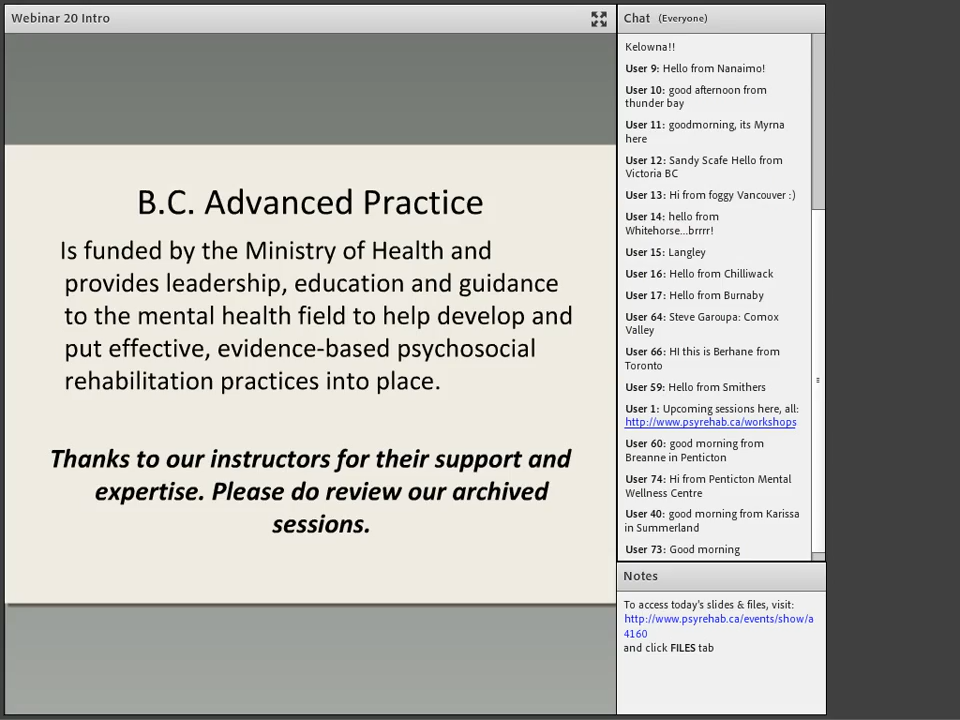 Webinar 20 Intro
B.C. Advanced Practice
Is funded by the Ministry of Health and
provides leadership, education and guidance
to the mental health field to help develop and
put effective, evidence-based psychosocial
rehabilitation practices into place.
Thanks to our instructors for their support and
expertise. Please do review our archived
sessions.
Chat (Everyone)
Kelowna!!
User 9: Hello from Nanaimo!
User 10: good afternoon from
thunder bay
User 11: goodmorning, its Myrna
here
User 12: Sandy Scafe Hello from
Victoria BC
User 13: Hi from foggy Vancouver :)
User 14: hello from
Whitehorse...brrrr!
User 15: Langley
User 16: Hello from Chilliwack
User 17: Hello from Burnaby
User 64: Steve Garoupa: Comox
Valley
User 66: HI this is Berhane from
Toronto
User 59: Hello from Smithers
User 1: Upcoming sessions here, all:
http://www.psyrehab.ca/workshops
User 60: good morning from
Breanne in Penticton
User 74: Hi from Penticton Mental
Wellness Centre
User 40: good morning from Karissa
in Summerland
User 73: Good morning
Notes
To access today's slides & files, visit:
http://www.psyrehab.ca/events/show/a
4160
and click FILES tab